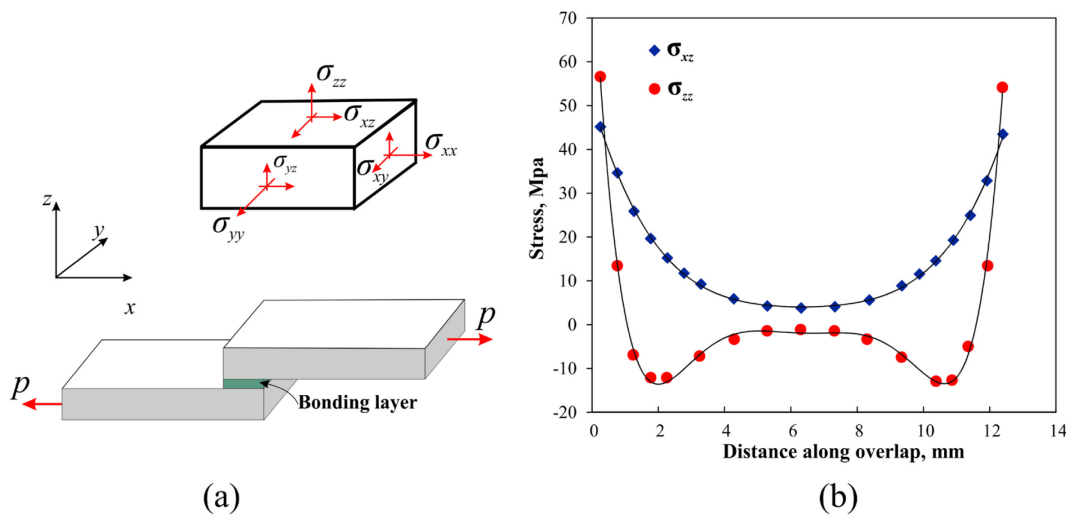 σzz
σxz
σxx
σyz
σxy
σyy
z
y
x
p
p
Bonding layer
(a)
70
60
50
40
30
20
10
0
-10
-20
Stress, Mpa
σxz
σzz
0 2 4 6 8 10 12 14
Distance along overlap, mm
(b)